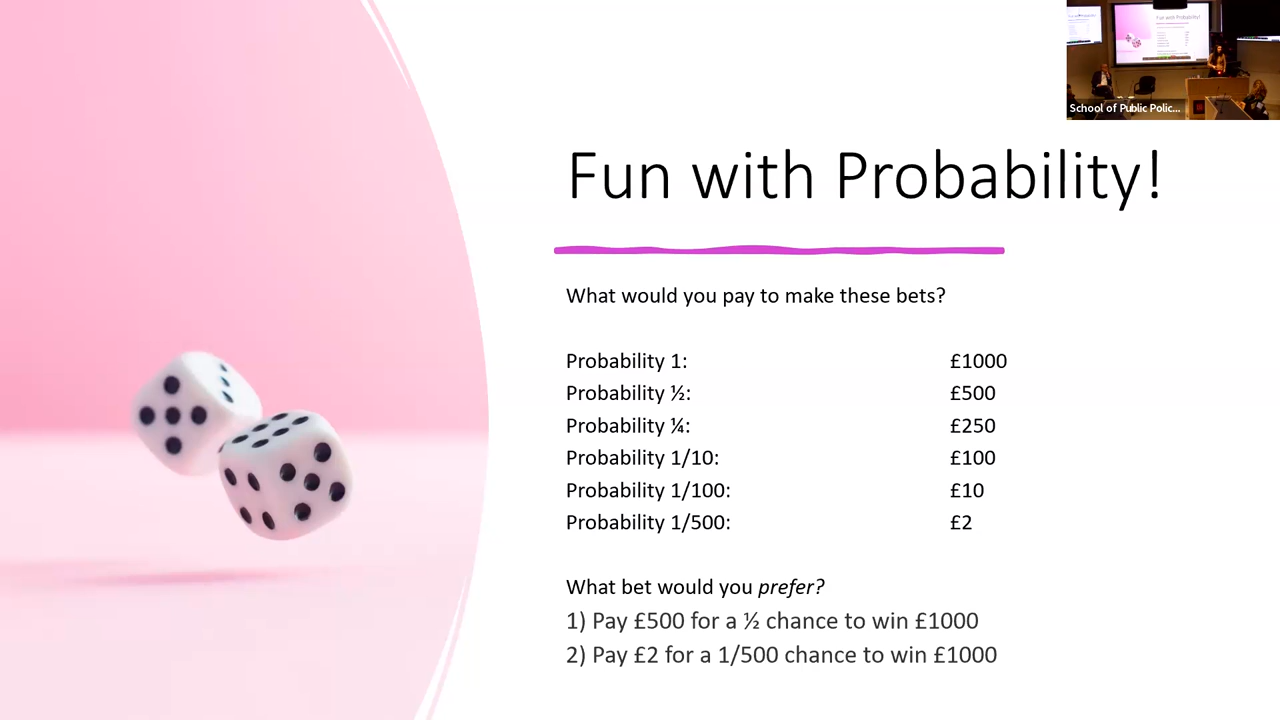 School of Public Polic...
Fun with Probability!
What would you pay to make these bets?
Probability 1: £1000
Probability ½: £500
Probability ¼: £250
Probability 1/10: £100
Probability 1/100: £10
Probability 1/500: £2
What bet would you prefer?
1) Pay £500 for a ½ chance to win £1000
2) Pay £2 for a 1/500 chance to win £1000